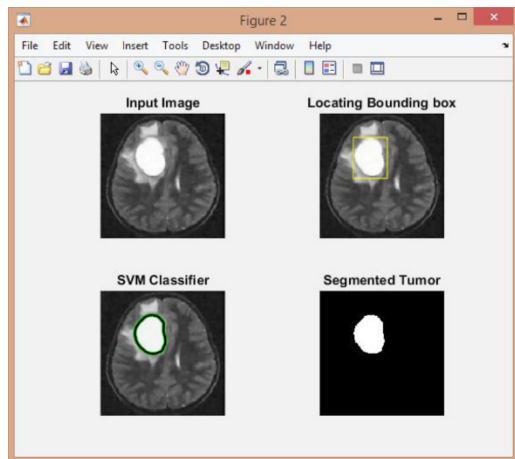 Figure 2
File Edit View Insert Tools Desktop Window Help
Input Image
Locating Bounding box
SVM Classifier
Segmented Tumor